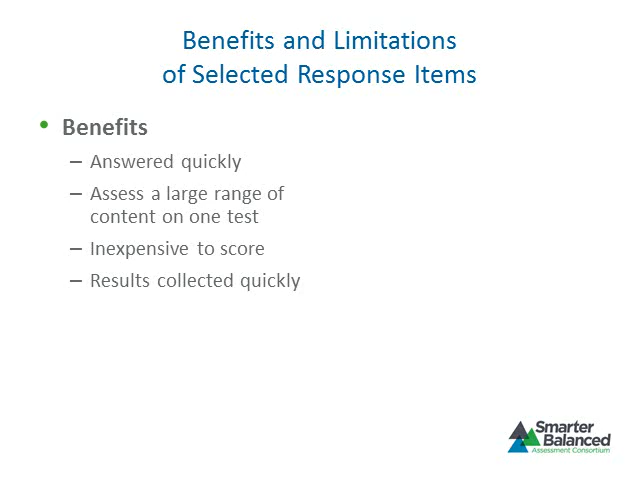 Benefits and Limitations
of Selected Response Items
• Benefits
– Answered quickly
– Assess a large range of
content on one test
– Inexpensive to score
– Results collected quickly
Smarter
Balanced
Assessment Consortium